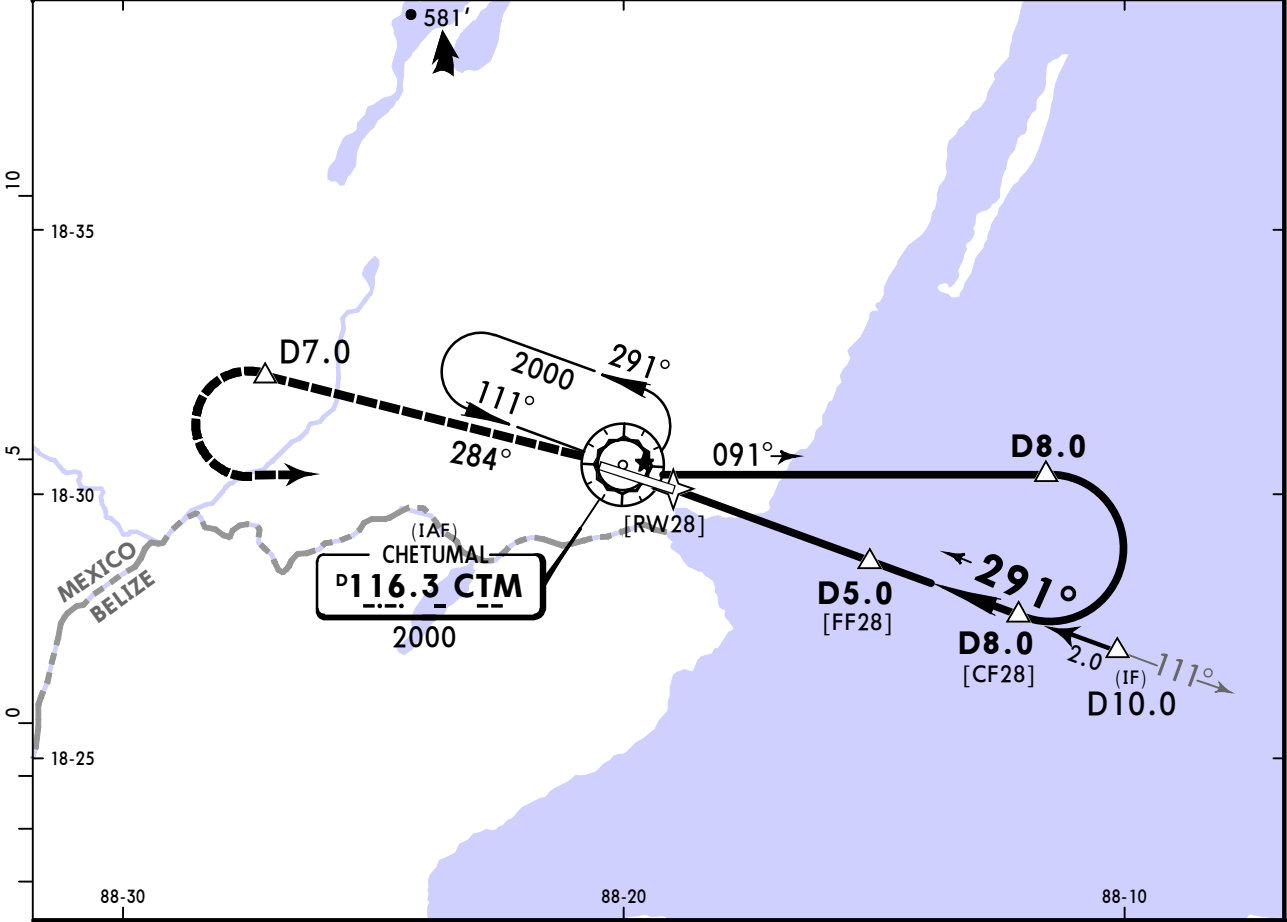 581'
10
18-35
D7.0
291°
2000
111°
284°
091°
D8.0
5
18-30
[RW28]
(IAF)
CHETUMAL
D116.3 CTM
2000
MEXICO
BELIZE
291°
D5.0
[FF28]
D8.0
[CF28]
2.0
(IF)
D10.0
111°
0
18-25
88-30
88-20
88-10